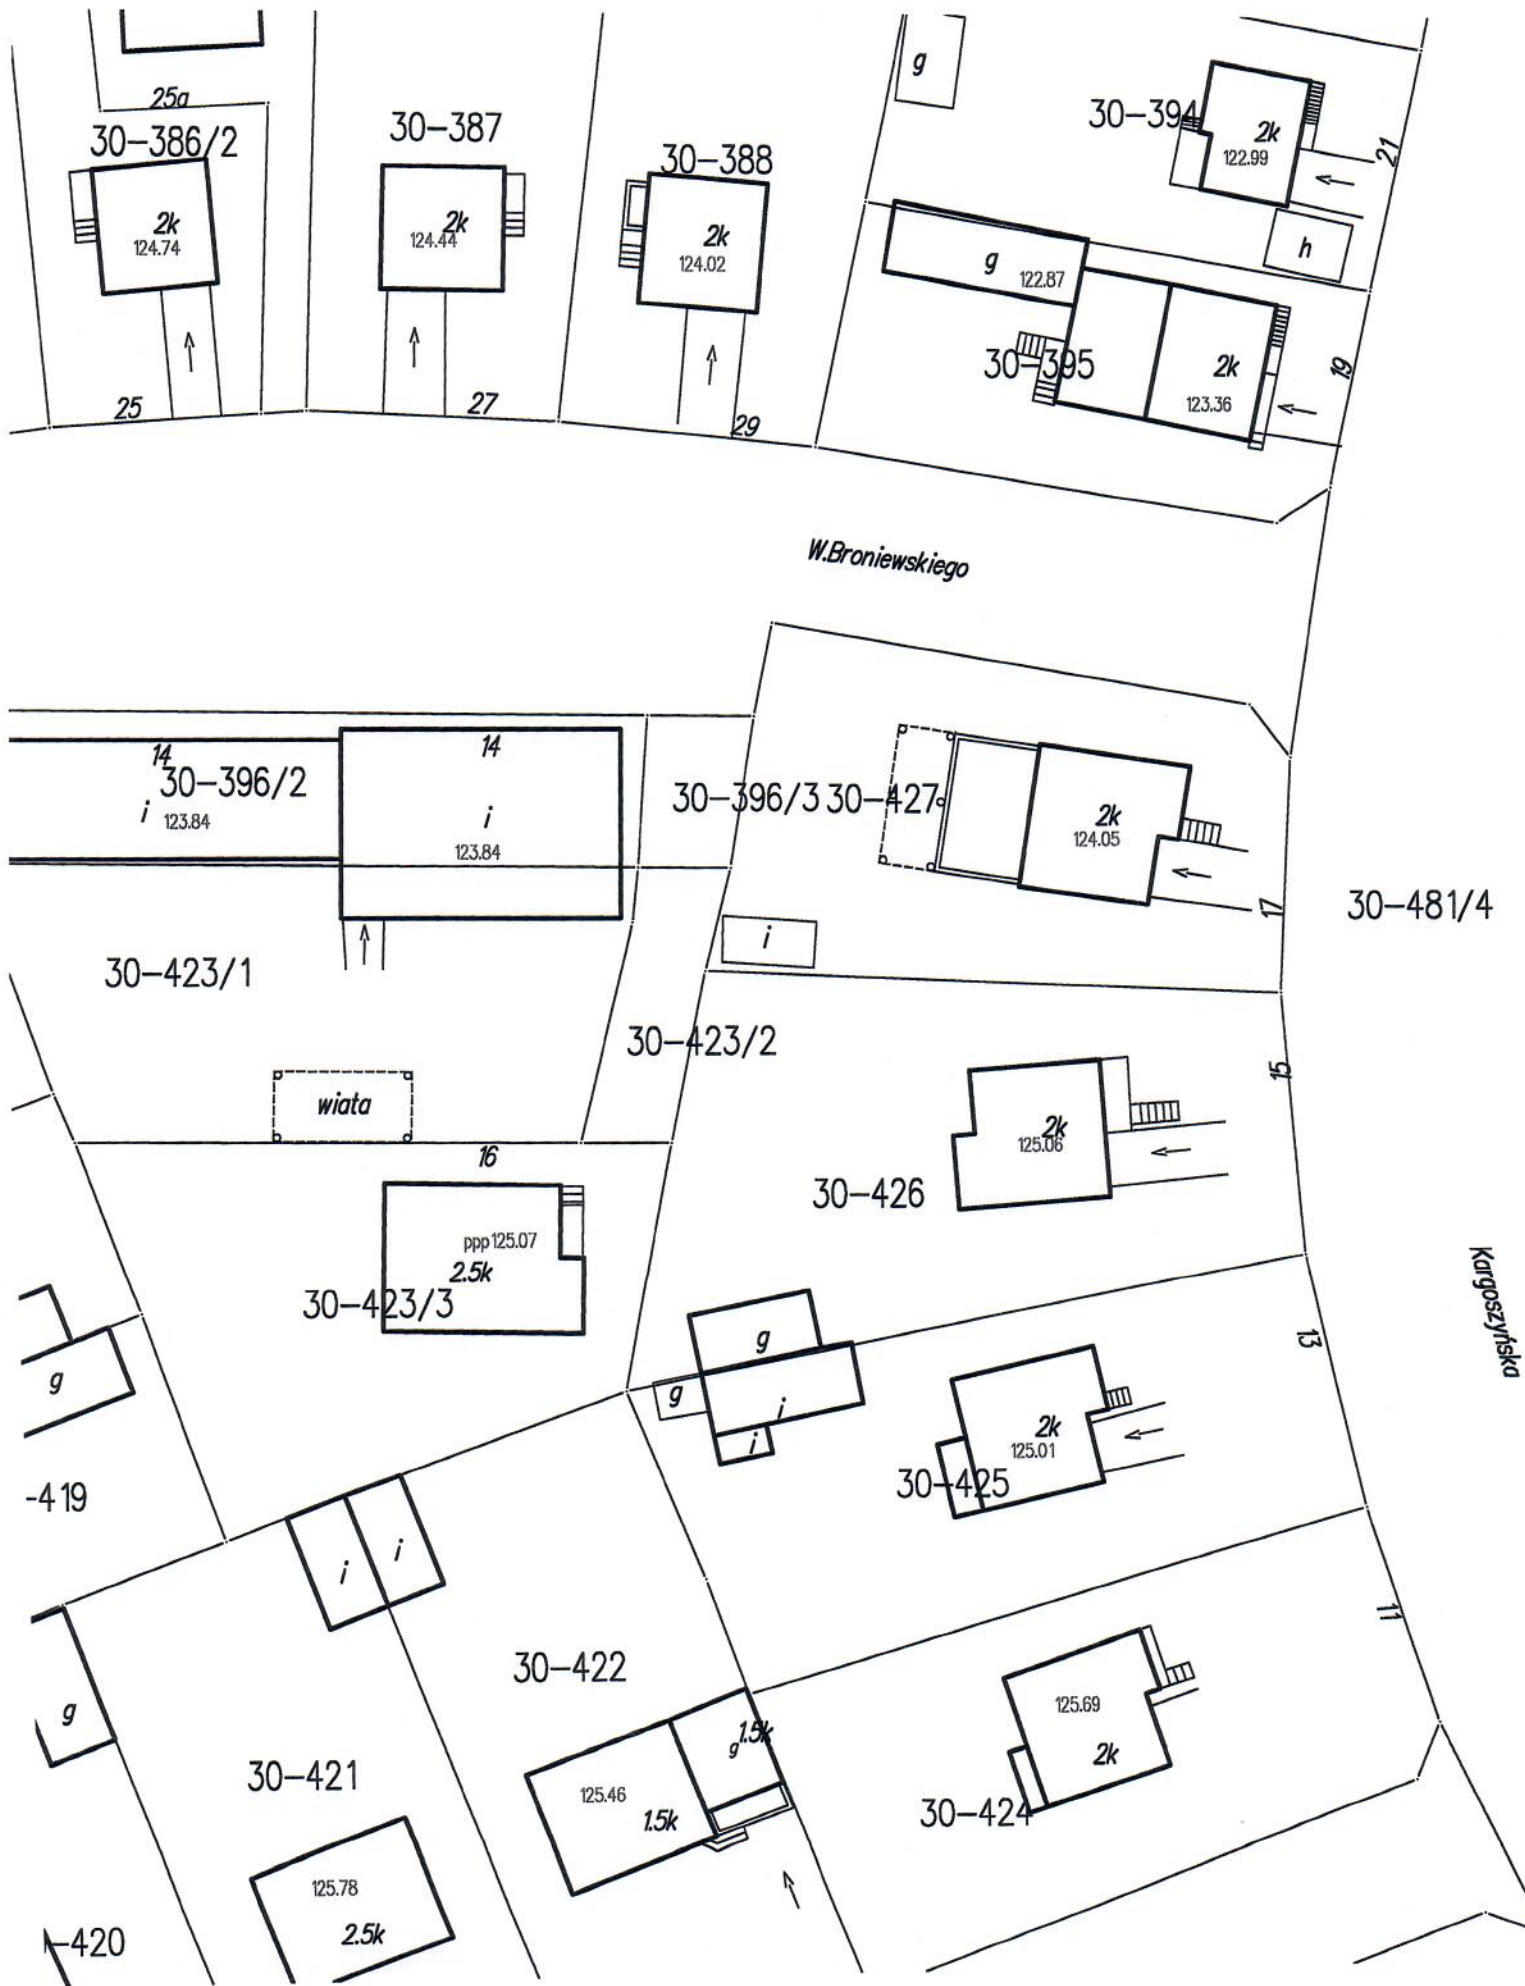 g
25a
30-394
2k
122.99
21
30-386/2
30-387
30-388
2k
124.74
2k
124.44
2k
124.02
h
g
122.87
30-395
2k
123.36
19
25
27
29
W.Broniewskiego
14
14
30-396/2
i
123.84
i
123.84
30-396/3
30-427
2k
124.05
17
30-481/4
i
30-423/1
30-423/2
15
wiata
2k
125.06
16
30-426
ppp 125.07
2.5k
30-423/3
Kargoszyńska
13
g
g
g
i
i
2k
125.01
30-425
-419
i
i
11
30-422
125.69
2k
g
1.5k
g
30-421
125.46
1.5k
30-424
125.78
2.5k
-420